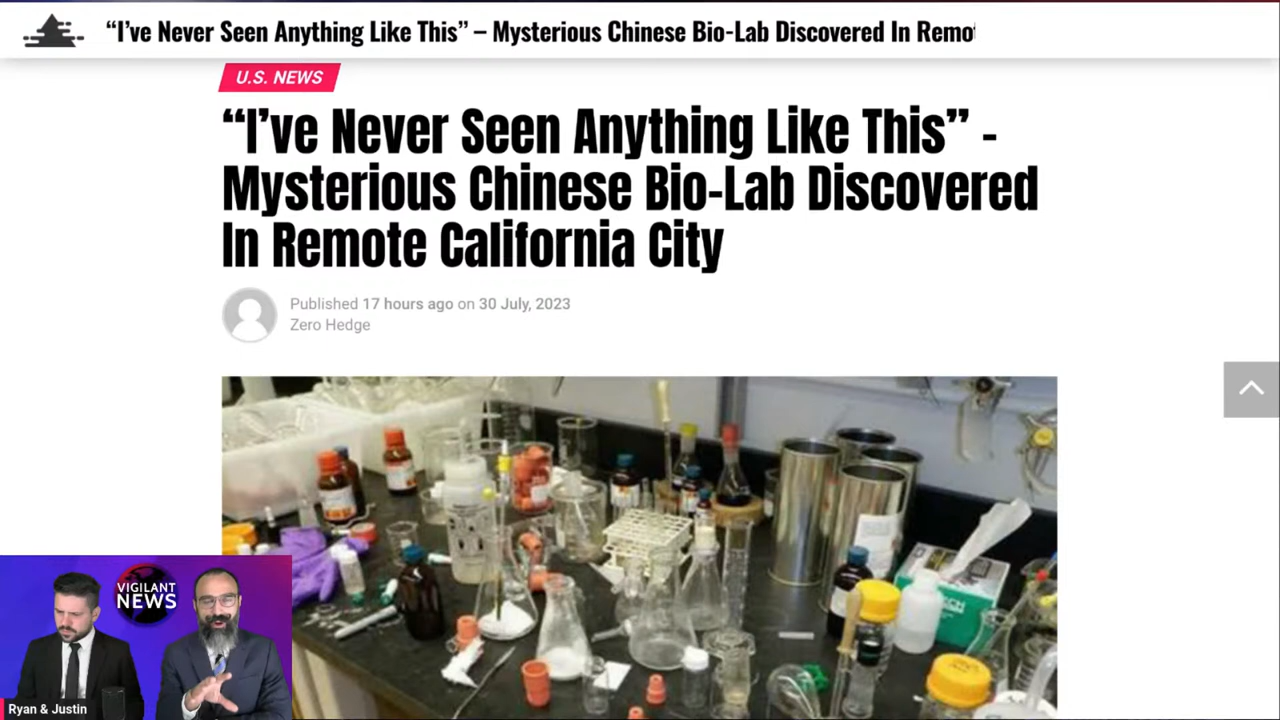 “I’ve Never Seen Anything Like This” – Mysterious Chinese Bio-Lab Discovered In Remo
U.S. NEWS
“I’ve Never Seen Anything Like This” -
Mysterious Chinese Bio-Lab Discovered
In Remote California City
Published 17 hours ago on 30 July, 2023
Zero Hedge
VIGILANT
NEWS
Ryan & Justin